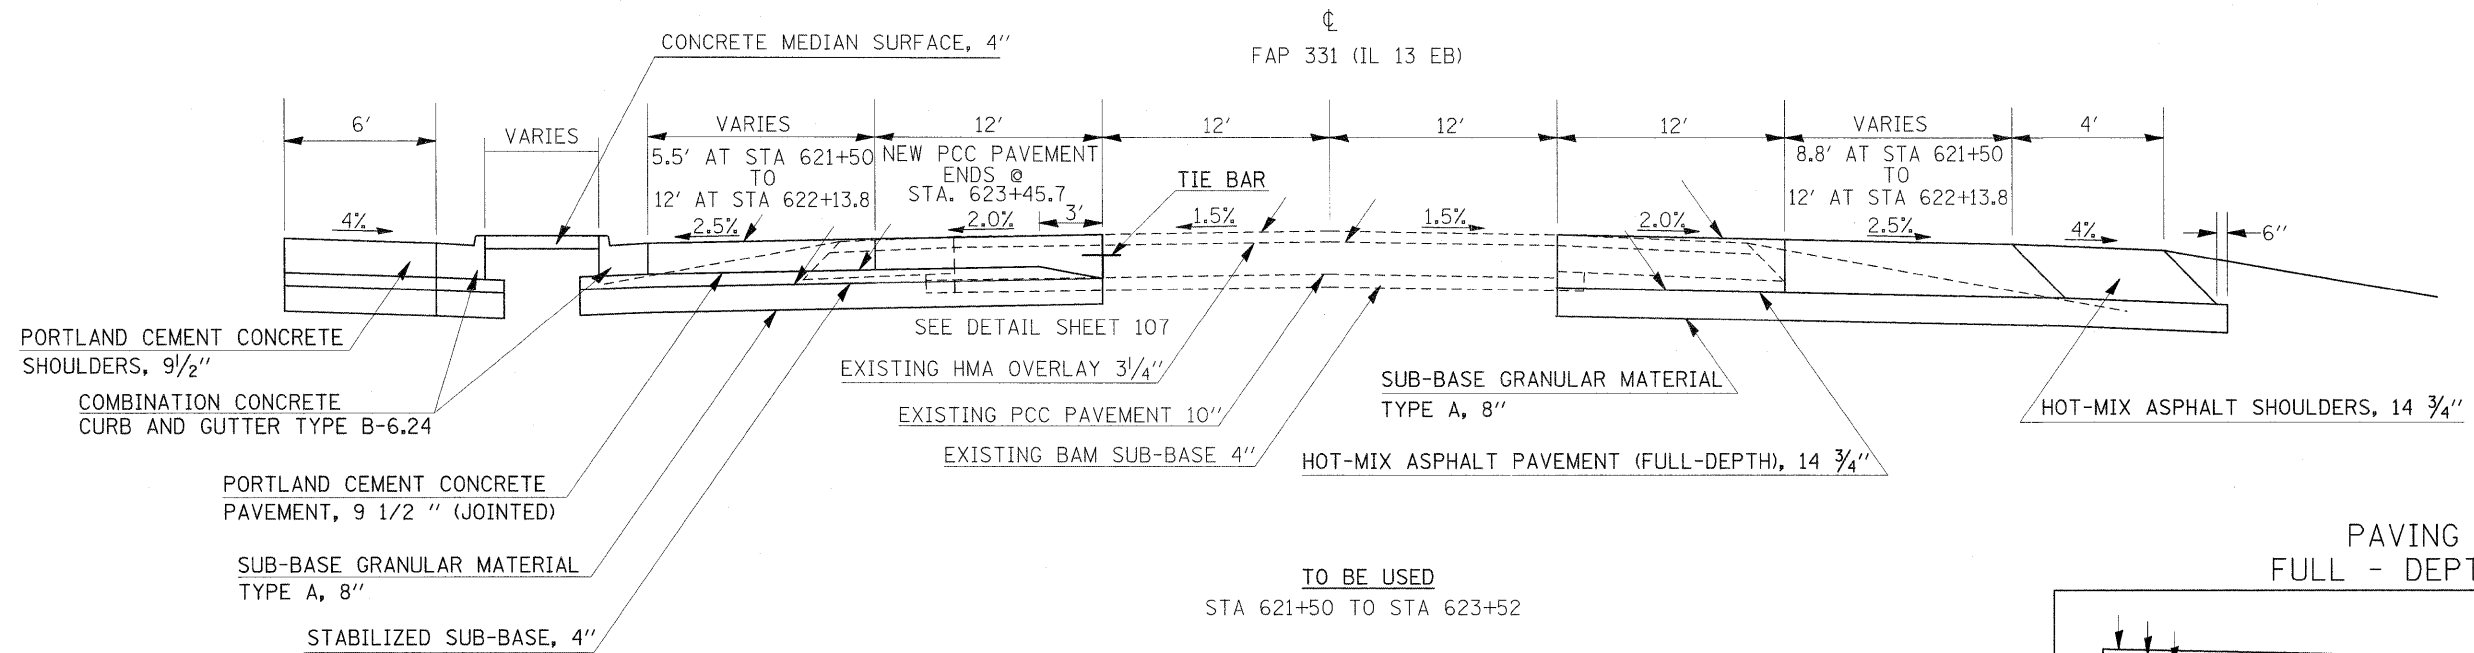 ℄
FAP 331 (IL 13 EB)
CONCRETE MEDIAN SURFACE, 4"
6'
VARIES
VARIES
5.5' AT STA 621+50
TO
12' AT STA 622+13.8
12'
NEW PCC PAVEMENT
ENDS @
STA. 623+45.7
12'
12'
12'
VARIES
8.8' AT STA 621+50
TO
12' AT STA 622+13.8
4'
TIE BAR
4%
2.5%
2.0%
3'
1.5%
1.5%
2.0%
2.5%
4%
6"
PORTLAND CEMENT CONCRETE
SHOULDERS, 9½"
COMBINATION CONCRETE
CURB AND GUTTER TYPE B-6.24
PORTLAND CEMENT CONCRETE
PAVEMENT, 9 1/2 " (JOINTED)
SUB-BASE GRANULAR MATERIAL
TYPE A, 8"
STABILIZED SUB-BASE, 4"
SEE DETAIL SHEET 107
EXISTING HMA OVERLAY 3¼"
EXISTING PCC PAVEMENT 10"
EXISTING BAM SUB-BASE 4"
SUB-BASE GRANULAR MATERIAL
TYPE A, 8"
HOT-MIX ASPHALT PAVEMENT (FULL-DEPTH), 14 ¾"
HOT-MIX ASPHALT SHOULDERS, 14 ¾"
TO BE USED
STA 621+50 TO STA 623+52
PAVING
FULL - DEPT